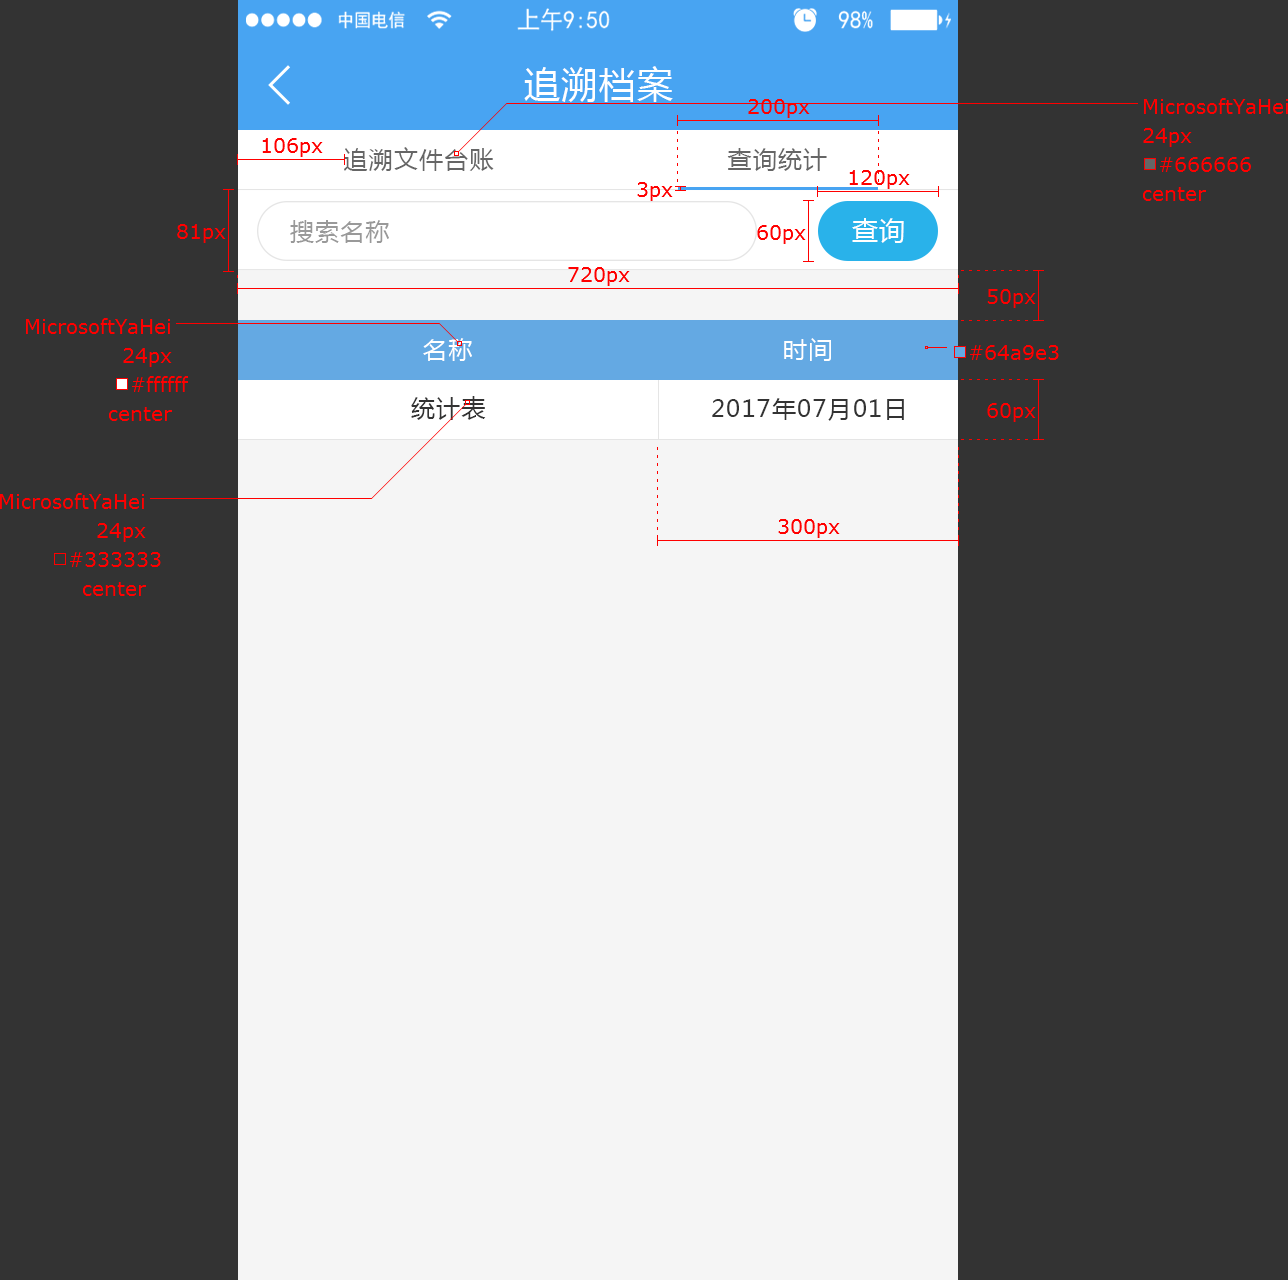 中国电信 上午9:50 98%
追溯档案
200px
MicrosoftYaHei
24px
#666666
center
106px
追溯文件台账 查询统计
3px
120px
81px
搜索名称
60px
查询
720px
50px
MicrosoftYaHei
24px
#ffffff
center
名称 时间
#64a9e3
统计表 2017年07月01日
60px
MicrosoftYaHei
24px
#333333
center
300px